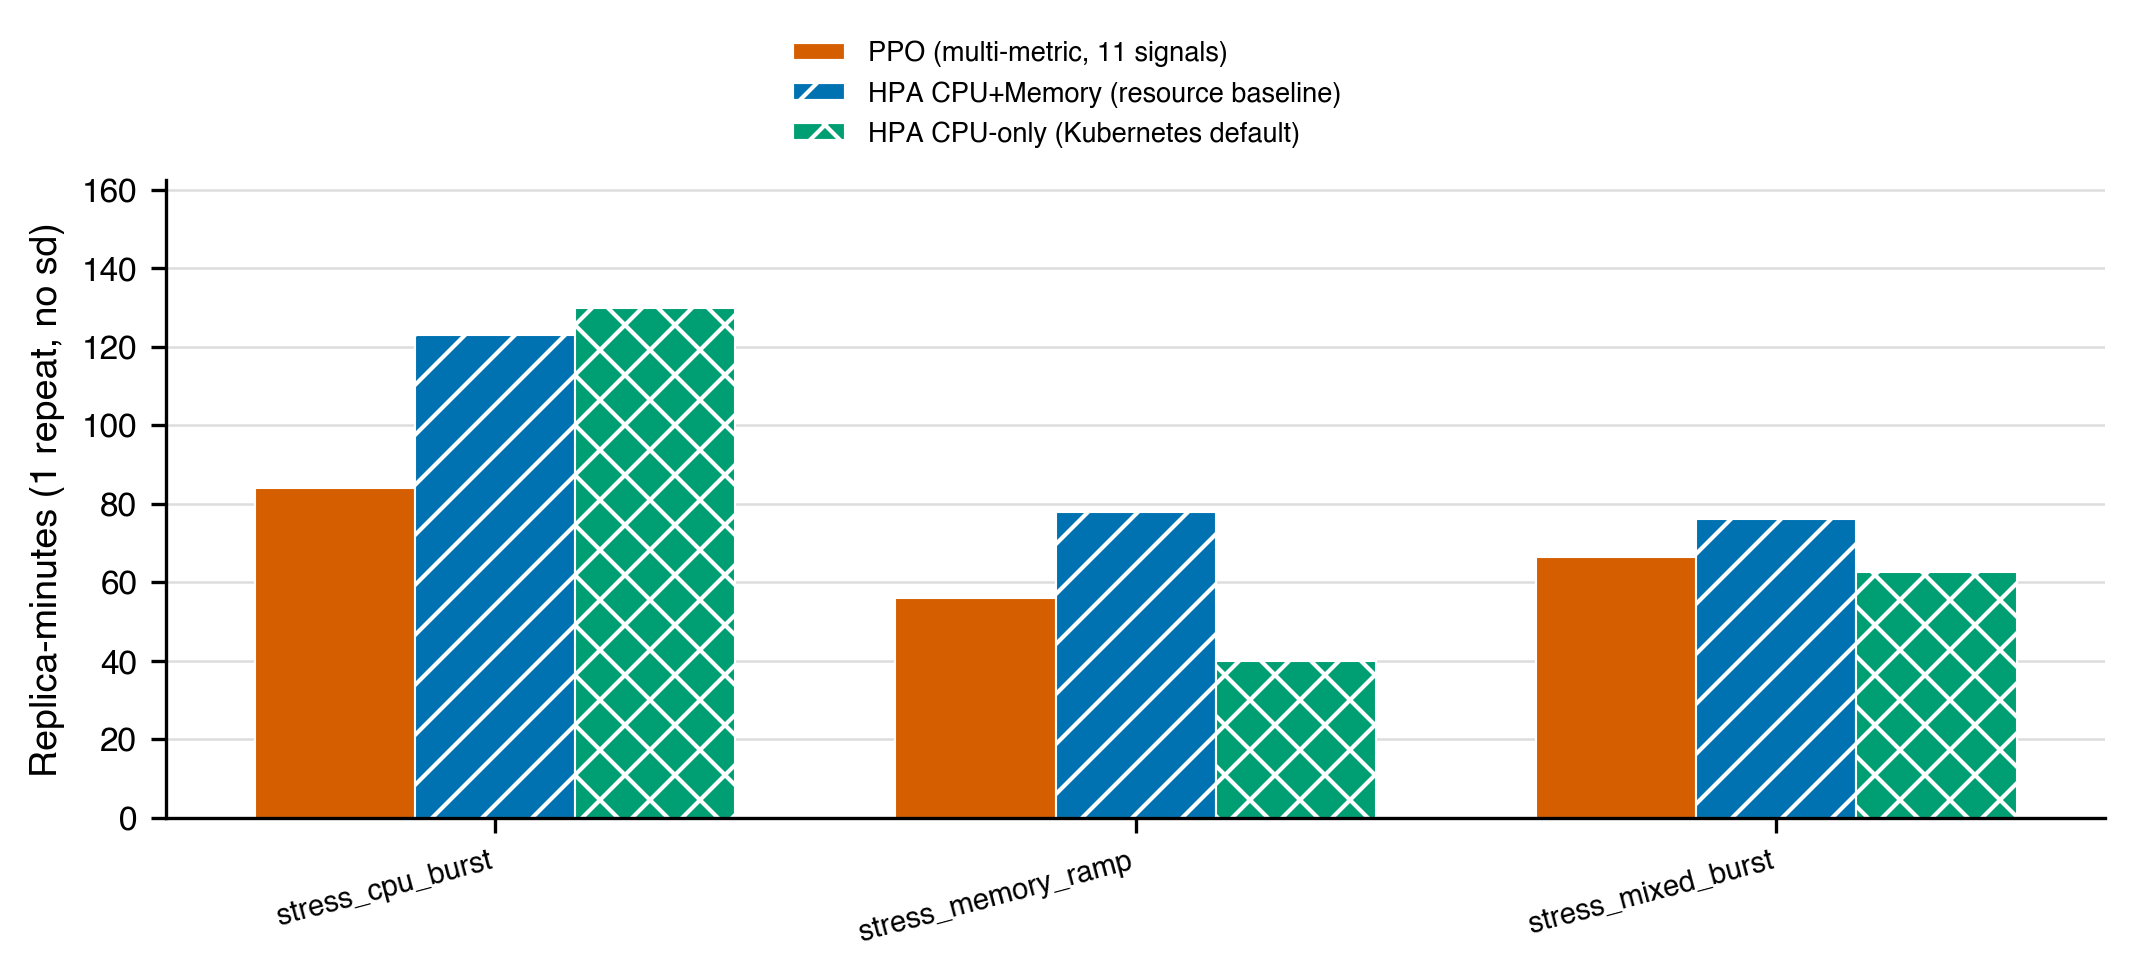 PPO (multi-metric, 11 signals)
HPA CPU+Memory (resource baseline)
HPA CPU-only (Kubernetes default)
Replica-minutes (1 repeat, no sd)
160
140
120
100
80
60
40
20
0
stress_cpu_burst
stress_memory_ramp
stress_mixed_burst